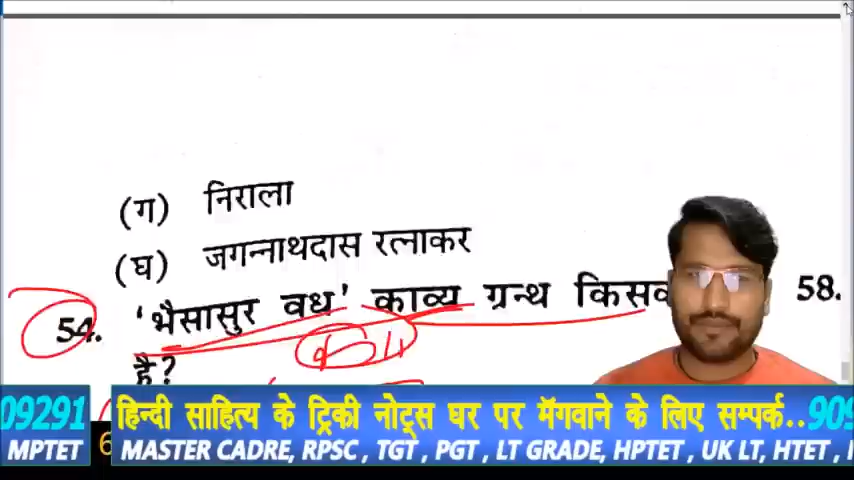 (ग) निराला
(घ) जगन्नाथदास रत्नाकर
54. 'भैसासुर वध' काव्य ग्रन्थ
है?
58.
09291 हिन्दी साहित्य के ट्रिकी नोट्स घर पर मॅगवाने के लिए सम्पर्क..
MPTET MASTER CADRE, RPSC, TGT , PGT , LT GRADE, HPTET , UK LT, HTET ,